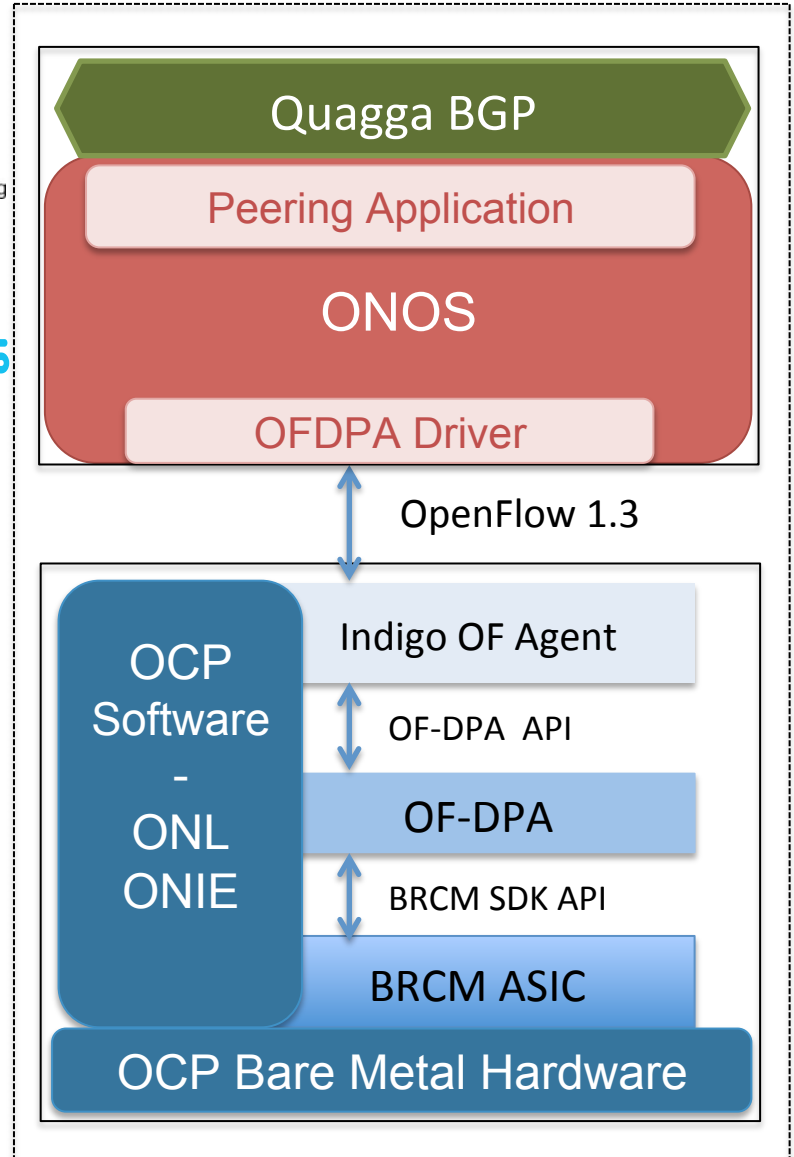 Quagga BGP
Peering Application
ONOS
OFDPA Driver
OpenFlow 1.3
OCP
Software
-
ONL
ONIE
Indigo OF Agent
OF-DPA API
OF-DPA
BRCM SDK API
BRCM ASIC
OCP Bare Metal Hardware